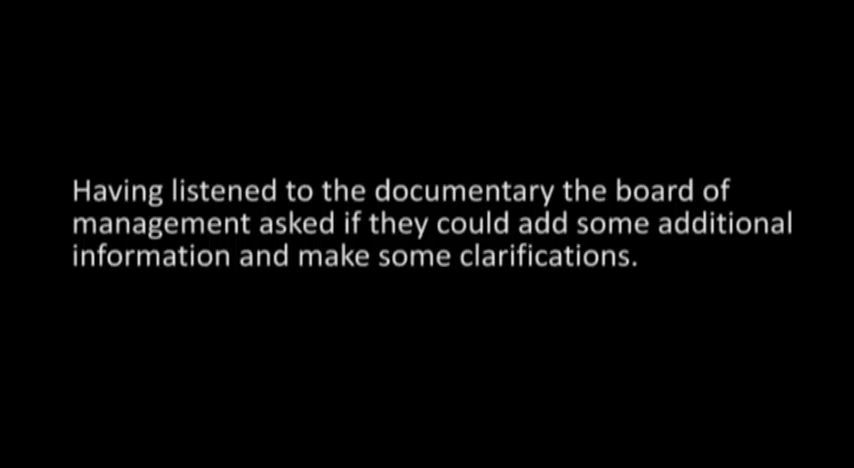 Having listened to the documentary the board of
management asked if they could add some additional
information and make some clarifications.